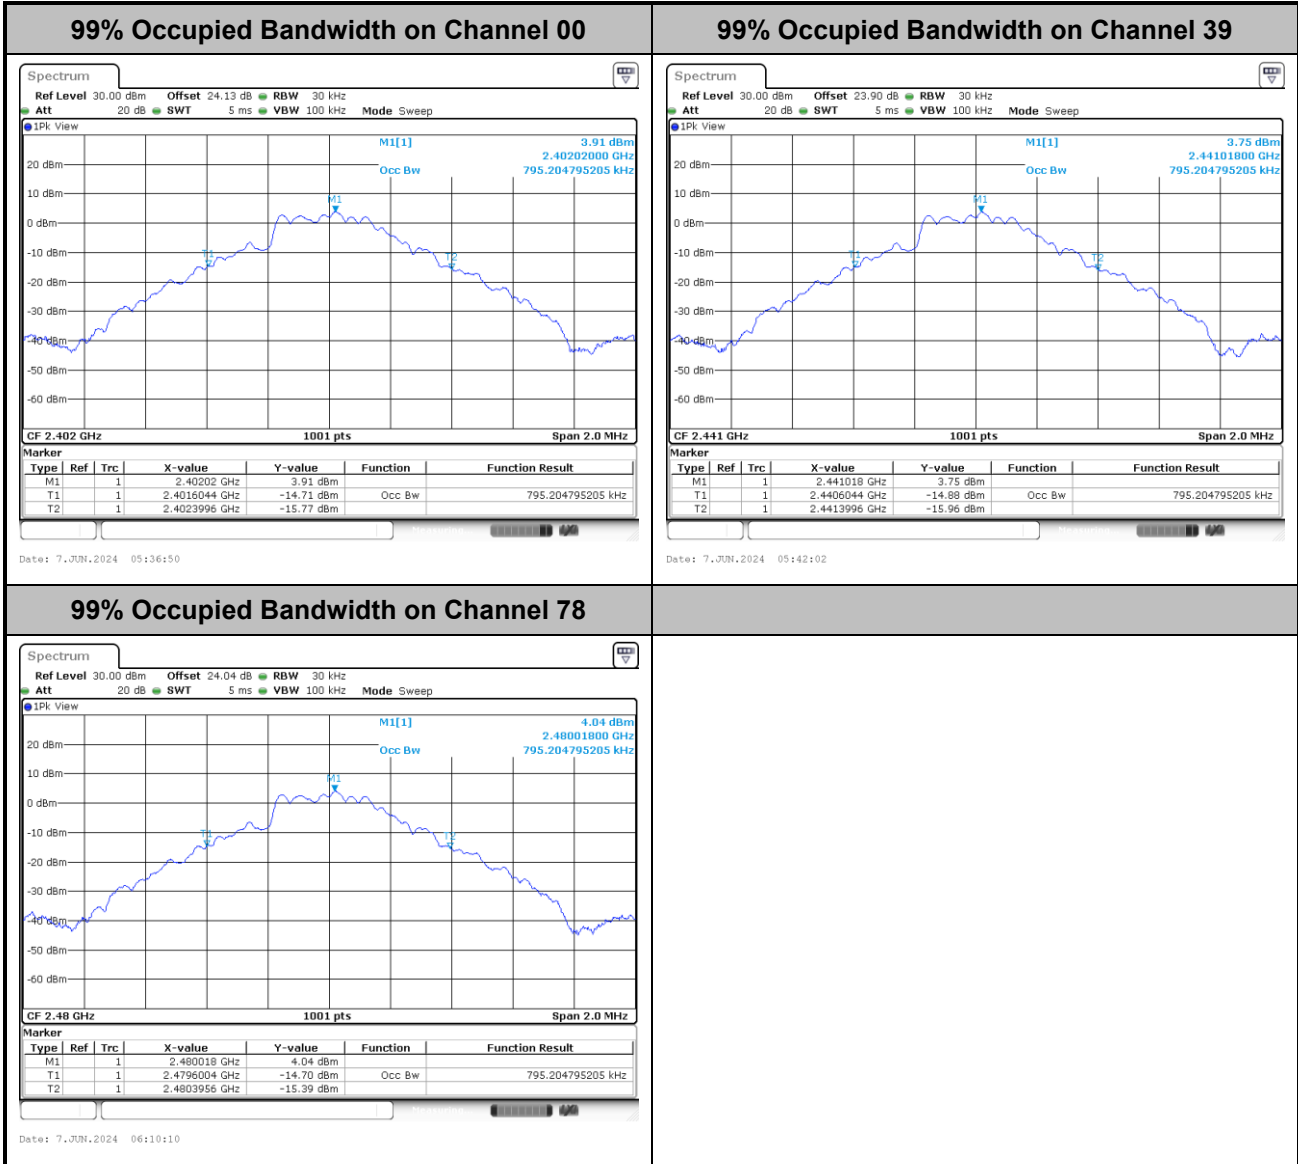 99% Occupied Bandwidth on Channel 00
Spectrum
Ref Level 30.00 dBm Offset 24.13 dB RBW 30 kHz
Att 20 dB SWT 5 ms VBW 100 kHz Mode Sweep
1Pk View
M1[1] 3.91 dBm
2.40202000 GHz
Occ Bw 795.204795205 kHz
20 dBm
10 dBm
0 dBm
-10 dBm
-20 dBm
-30 dBm
-40 dBm
-50 dBm
-60 dBm
M1
T1
T2
CF 2.402 GHz 1001 pts Span 2.0 MHz
Marker
Type Ref Trc X-value Y-value Function Function Result
M1 1 2.40202 GHz 3.91 dBm
T1 1 2.4016044 GHz -14.71 dBm Occ Bw 795.204795205 kHz
T2 1 2.4023996 GHz -15.77 dBm
Date: 7.JUN.2024 05:36:50
99% Occupied Bandwidth on Channel 39
Spectrum
Ref Level 30.00 dBm Offset 23.90 dB RBW 30 kHz
Att 20 dB SWT 5 ms VBW 100 kHz Mode Sweep
1Pk View
M1[1] 3.75 dBm
2.44101800 GHz
Occ Bw 795.204795205 kHz
20 dBm
10 dBm
0 dBm
-10 dBm
-20 dBm
-30 dBm
-40 dBm
-50 dBm
-60 dBm
M1
T1
T2
CF 2.441 GHz 1001 pts Span 2.0 MHz
Marker
Type Ref Trc X-value Y-value Function Function Result
M1 1 2.441018 GHz 3.75 dBm
T1 1 2.4406044 GHz -14.88 dBm Occ Bw 795.204795205 kHz
T2 1 2.4413996 GHz -15.96 dBm
Measuring...
Date: 7.JUN.2024 05:42:02
99% Occupied Bandwidth on Channel 78
Spectrum
Ref Level 30.00 dBm Offset 24.04 dB RBW 30 kHz
Att 20 dB SWT 5 ms VBW 100 kHz Mode Sweep
1Pk View
M1[1] 4.04 dBm
2.48001800 GHz
Occ Bw 795.204795205 kHz
20 dBm
10 dBm
0 dBm
-10 dBm
-20 dBm
-30 dBm
-40 dBm
-50 dBm
-60 dBm
M1
T1
T2
CF 2.48 GHz 1001 pts Span 2.0 MHz
Marker
Type Ref Trc X-value Y-value Function Function Result
M1 1 2.480018 GHz 4.04 dBm
T1 1 2.4796004 GHz -14.70 dBm Occ Bw 795.204795205 kHz
T2 1 2.4803956 GHz -15.39 dBm
Measuring...
Date: 7.JUN.2024 06:10:10